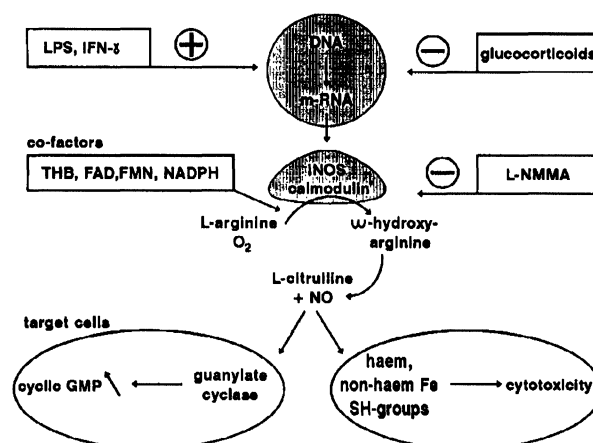 LPS, IFN-ɣ
+
DNA
−
glucocorticoids
m-RNA
co-factors
THB, FAD,FMN, NADPH
iNOS
calmodulin
−
L-NMMA
L-arginine
O₂
ω-hydroxy-
arginine
L-citrulline
+ NO
target cells
cyclic GMP
guanylate
cyclase
haem,
non-haem Fe
SH-groups
cytotoxicity